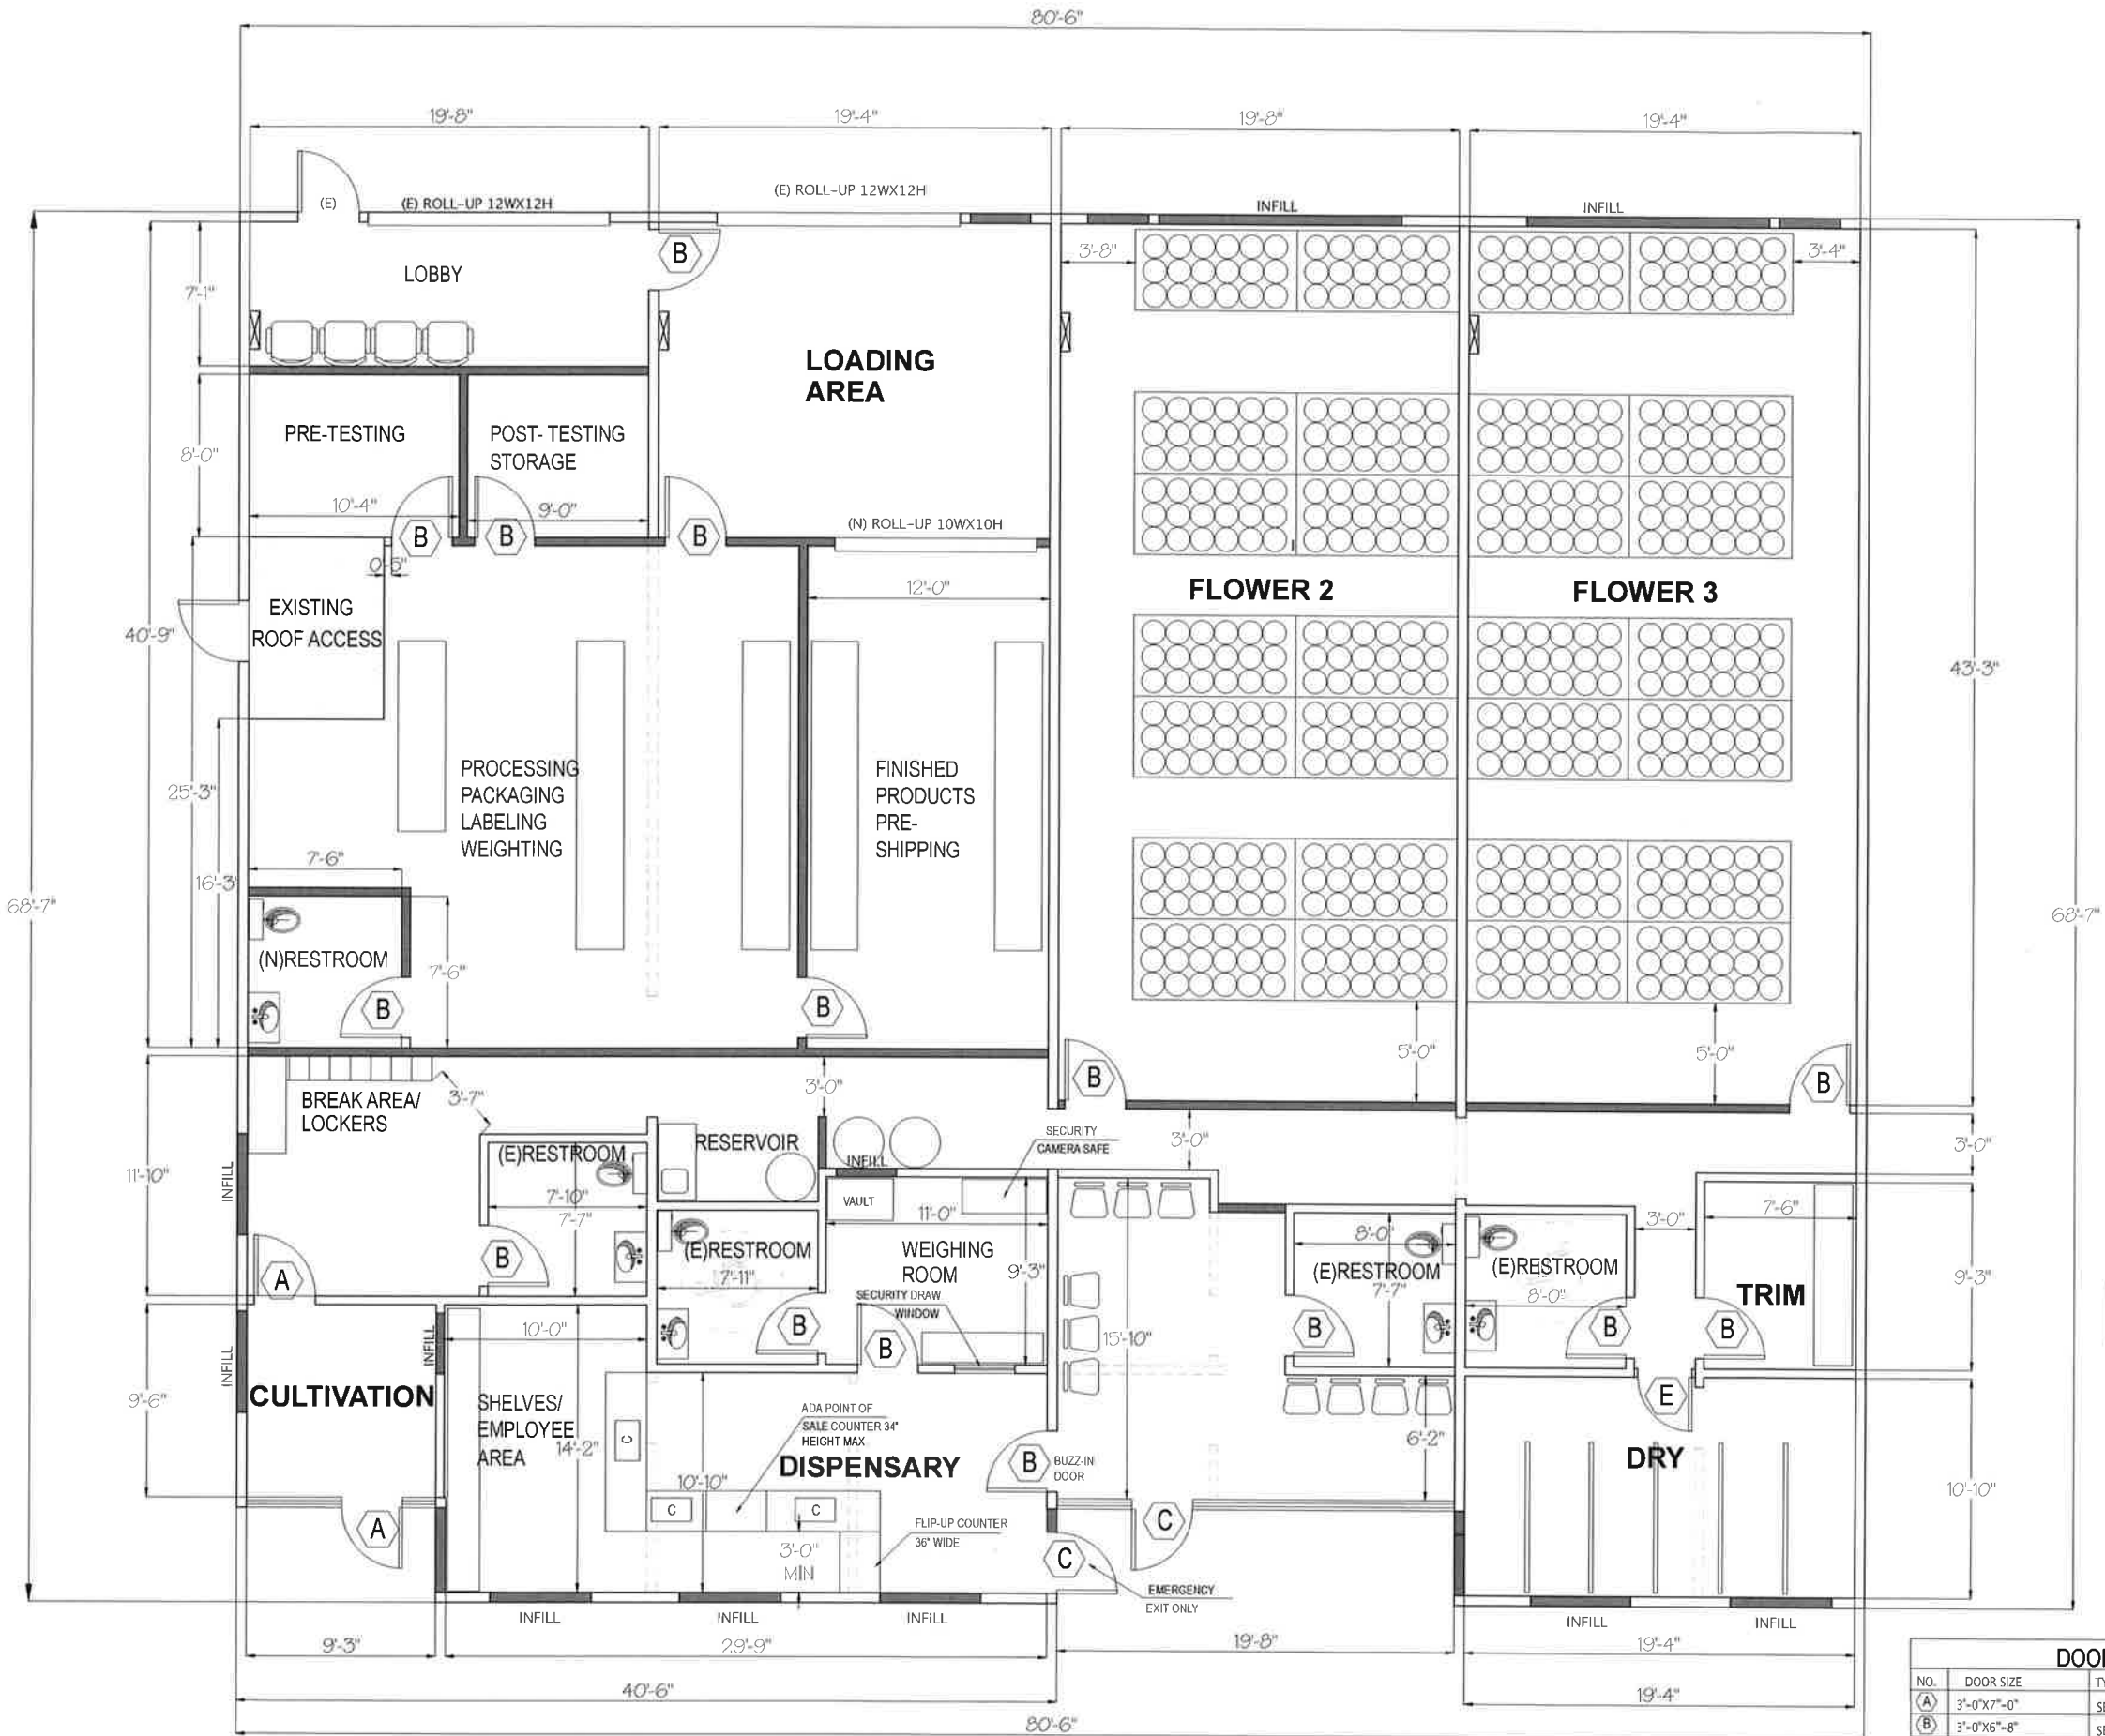 80'-6"
19'-8"
19'-4"
19'-8"
19'-4"
(E)
(E) ROLL-UP 12WX12H
(E) ROLL-UP 12WX12H
INFILL
INFILL
B
3'-8"
3'-4"
LOBBY
7'-1"
LOADING
AREA
PRE-TESTING
POST- TESTING
STORAGE
8'-0"
10'-4"
9'-0"
B
B
B
(N) ROLL-UP 10WX10H
0'-5"
12'-0"
FLOWER 2
FLOWER 3
EXISTING
ROOF ACCESS
40'-9"
43'-3"
PROCESSING
PACKAGING
LABELING
WEIGHTING
FINISHED
PRODUCTS
PRE-
SHIPPING
25'-3"
7'-6"
16'-3"
68'-7"
68'-7"
(N)RESTROOM
7'-6"
B
B
5'-0"
5'-0"
B
B
BREAK AREA/
LOCKERS
3'-7"
3'-0"
SECURITY
CAMERA SAFE
3'-0"
3'-0"
(E)RESTROOM
RESERVOIR
INFILL
11'-10"
INFILL
7'-10"
7'-7"
VAULT
11'-0"
7'-6"
3'-0"
8'-0"
(E)RESTROOM
7'-11"
WEIGHING
ROOM
9'-3"
(E)RESTROOM
7'-7"
(E)RESTROOM
8'-0"
9'-3"
TRIM
A
B
SECURITY DRAW
WINDOW
B
B
B
B
B
10'-0"
15'-10"
INFILL
INFILL
CULTIVATION
9'-6"
SHELVES/
EMPLOYEE
AREA
14'-2"
C
ADA POINT OF
SALE COUNTER 34"
HEIGHT MAX
E
6'-2"
DISPENSARY
B
BUZZ-IN
DOOR
DRY
10'-10"
10'-10"
C
C
A
FLIP-UP COUNTER
36" WIDE
C
3'-0"
MIN
C
EMERGENCY
EXIT ONLY
INFILL
INFILL
INFILL
INFILL
INFILL
9'-3"
29'-9"
19'-8"
19'-4"
40'-6"
19'-4"
80'-6"
NO.
DOOR SIZE
A
3'-0"X7"-0"
B
3'-0"X6"-8"